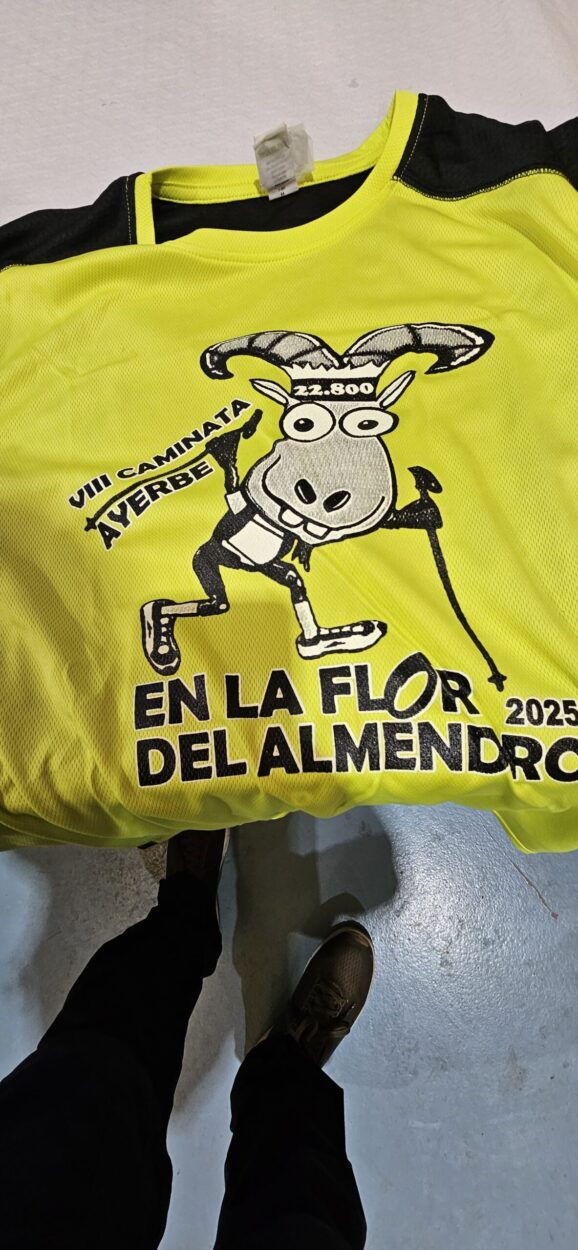 22.800
VIII CAMINATA
AYERBE
EN LA FLOR
2025
DEL ALMENDRO